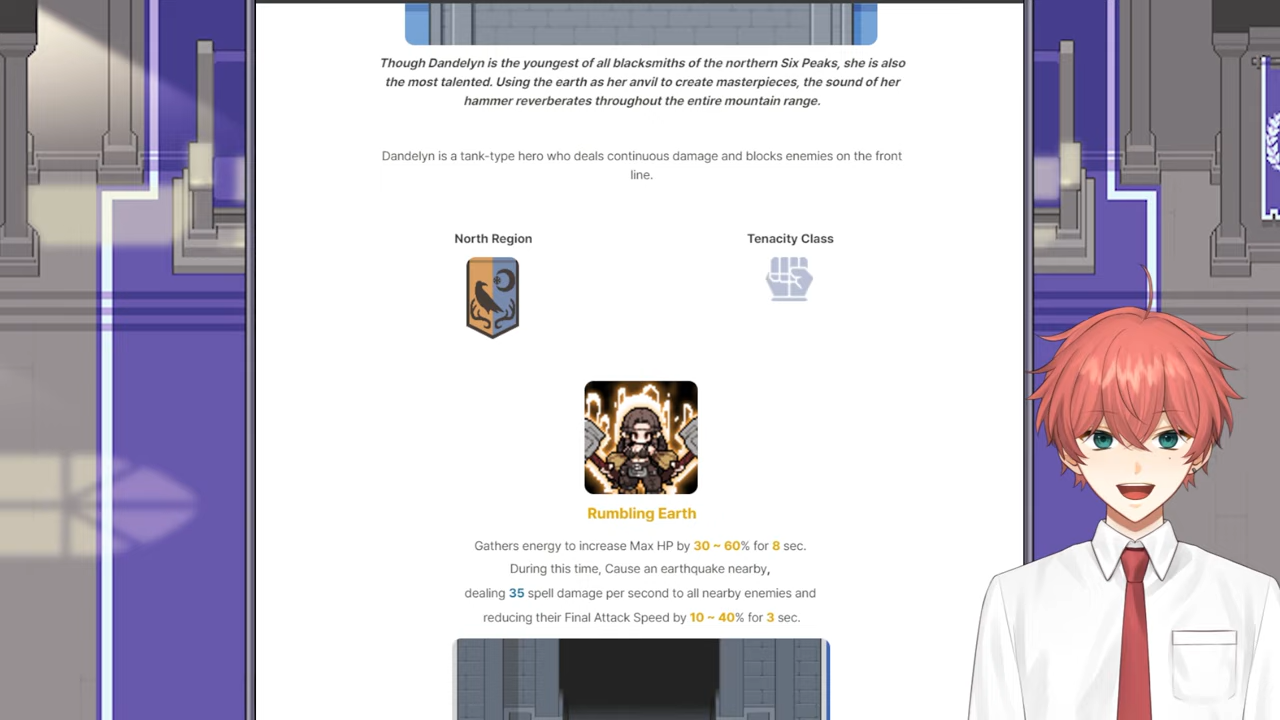 Though Dandelyn is the youngest of all blacksmiths of the northern Six Peaks, she is also
the most talented. Using the earth as her anvil to create masterpieces, the sound of her
hammer reverberates throughout the entire mountain range.
Dandelyn is a tank-type hero who deals continuous damage and blocks enemies on the front
line.
North Region
Tenacity Class
Rumbling Earth
Gathers energy to increase Max HP by 30 ~ 60% for 8 sec.
During this time, Cause an earthquake nearby,
dealing 35 spell damage per second to all nearby enemies and
reducing their Final Attack Speed by 10 ~ 40% for 3 sec.